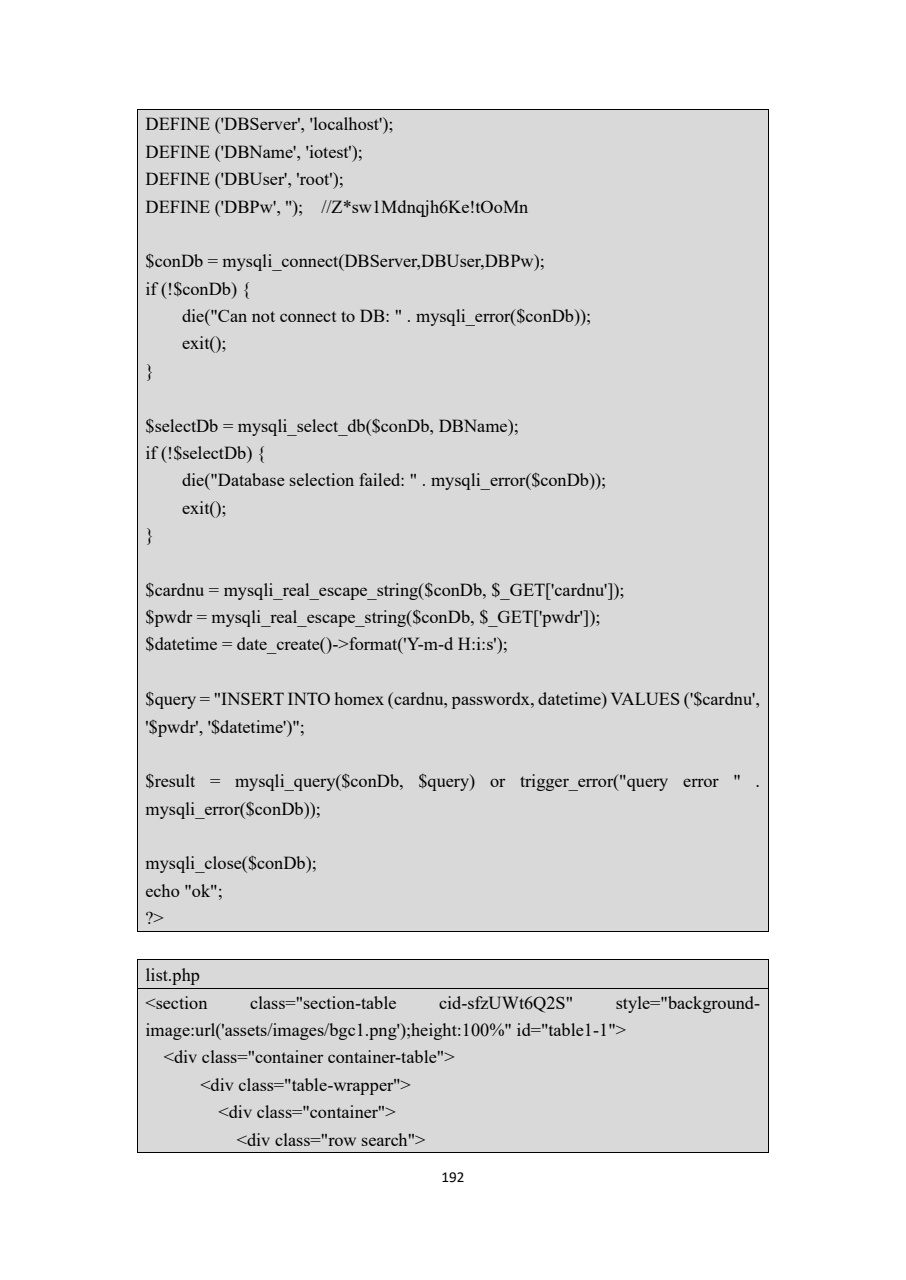 DEFINE ('DBServer', 'localhost');
DEFINE ('DBName', 'iotest');
DEFINE ('DBUser', 'root');
DEFINE ('DBPw', '');    //Z*sw1Mdnqjh6Ke!tOoMn
$conDb = mysqli_connect(DBServer,DBUser,DBPw);
if (!$conDb) {
    die("Can not connect to DB: " . mysqli_error($conDb));
    exit();
}
$selectDb = mysqli_select_db($conDb, DBName);
if (!$selectDb) {
    die("Database selection failed: " . mysqli_error($conDb));
    exit();
}
$cardnu = mysqli_real_escape_string($conDb, $_GET['cardnu']);
$pwdr = mysqli_real_escape_string($conDb, $_GET['pwdr']);
$datetime = date_create()->format('Y-m-d H:i:s');
$query = "INSERT INTO homex (cardnu, passwordx, datetime) VALUES ('$cardnu',
'$pwdr', '$datetime')";
$result = mysqli_query($conDb, $query) or trigger_error("query error " .
mysqli_error($conDb));
mysqli_close($conDb);
echo "ok";
?>
list.php
<section class="section-table cid-sfzUWt6Q2S" style="background-
image:url('assets/images/bgc1.png');height:100%" id="table1-1">
  <div class="container container-table">
      <div class="table-wrapper">
        <div class="container">
          <div class="row search">
192